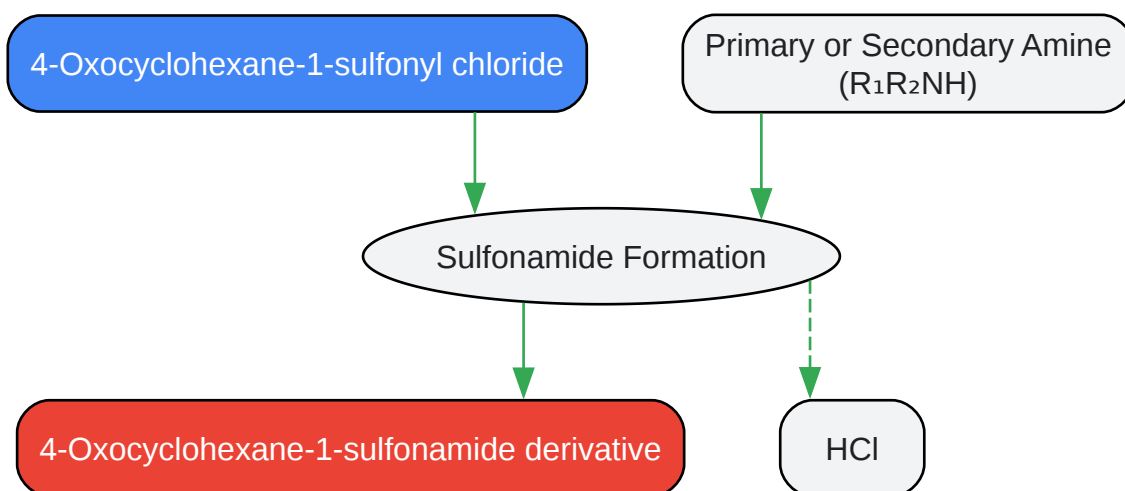 4-Oxocyclohexane-1-sulfonyl chloride
Primary or Secondary Amine
(R₁R₂NH)
Sulfonamide Formation
4-Oxocyclohexane-1-sulfonamide derivative
HCl